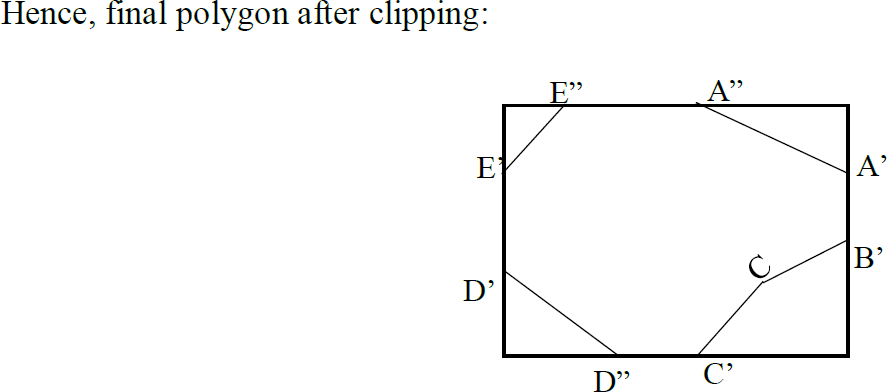 Hence, final polygon after clipping:
E”
A”
E’
A’
B’
C
D’
D”
C’